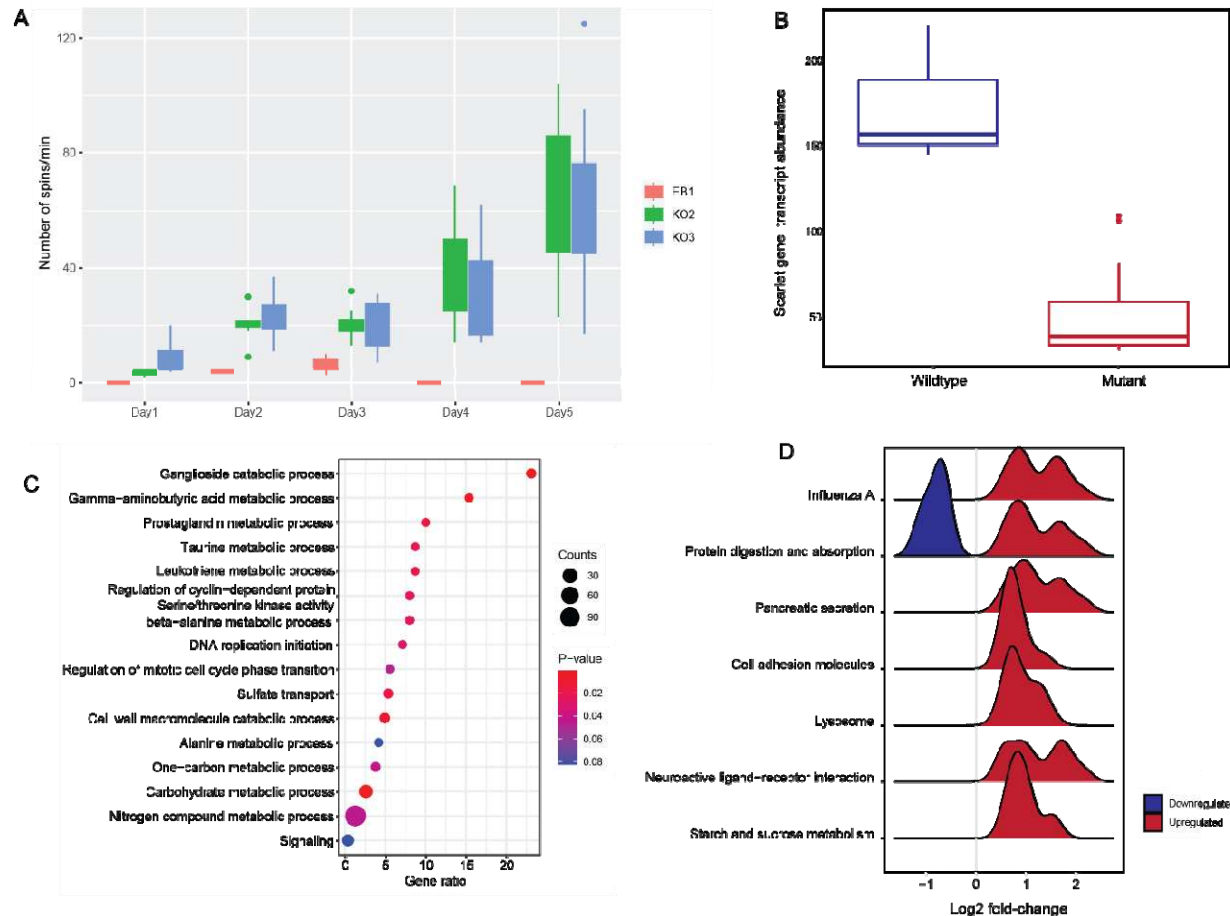 A
Number of spins/min
120
80
40
0
Day1
Day2
Day3
Day4
Day5
KO2
KO3
B
Scarlet gene transcript abundance
200
150
100
50
Wildtype
Mutant
C
Ganglioside catabolic process
Gamma-aminobutyric acid metabolic process
Prostaglandin metabolic process
Taurine metabolic process
Leukotriene metabolic process
Regulation of cyclin-dependent protein
Serine/threonine kinase activity
beta-alanine metabolic process
DNA replication initiation
Regulation of mitotic cell cycle phase transition
Sulfate transport
Cell wall macromolecule catabolic process
Alanine metabolic process
One-carbon metabolic process
Carbohydrate metabolic process
Nitrogen compound metabolic process
Signaling
0
5
10
15
20
Gene ratio
Counts
30
60
90
P-value
0.02
0.04
0.06
0.08
D
Influenza A
Protein digestion and absorption
Pancreatic secretion
Cell adhesion molecules
Lysosome
Neuroactive ligand-receptor interaction
Starch and sucrose metabolism
-1
0
1
2
Log2 fold-change
Downregulate
Upregulated